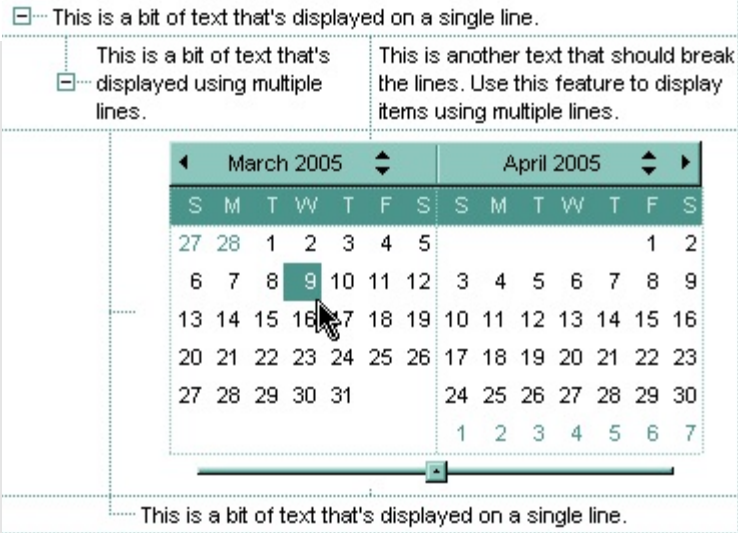 This is a bit of text that's displayed on a single line.
This is a bit of text that's
displayed using multiple
lines.
This is another text that should break
the lines. Use this feature to display
items using multiple lines.
March 2005
April 2005
S M T W T F S S M T W T F S
27 28 1 2 3 4 5 1 2
6 7 8 9 10 11 12 3 4 5 6 7 8 9
13 14 15 16 17 18 19 10 11 12 13 14 15 16
20 21 22 23 24 25 26 17 18 19 20 21 22 23
27 28 29 30 31 24 25 26 27 28 29 30
1 2 3 4 5 6 7
This is a bit of text that's displayed on a single line.